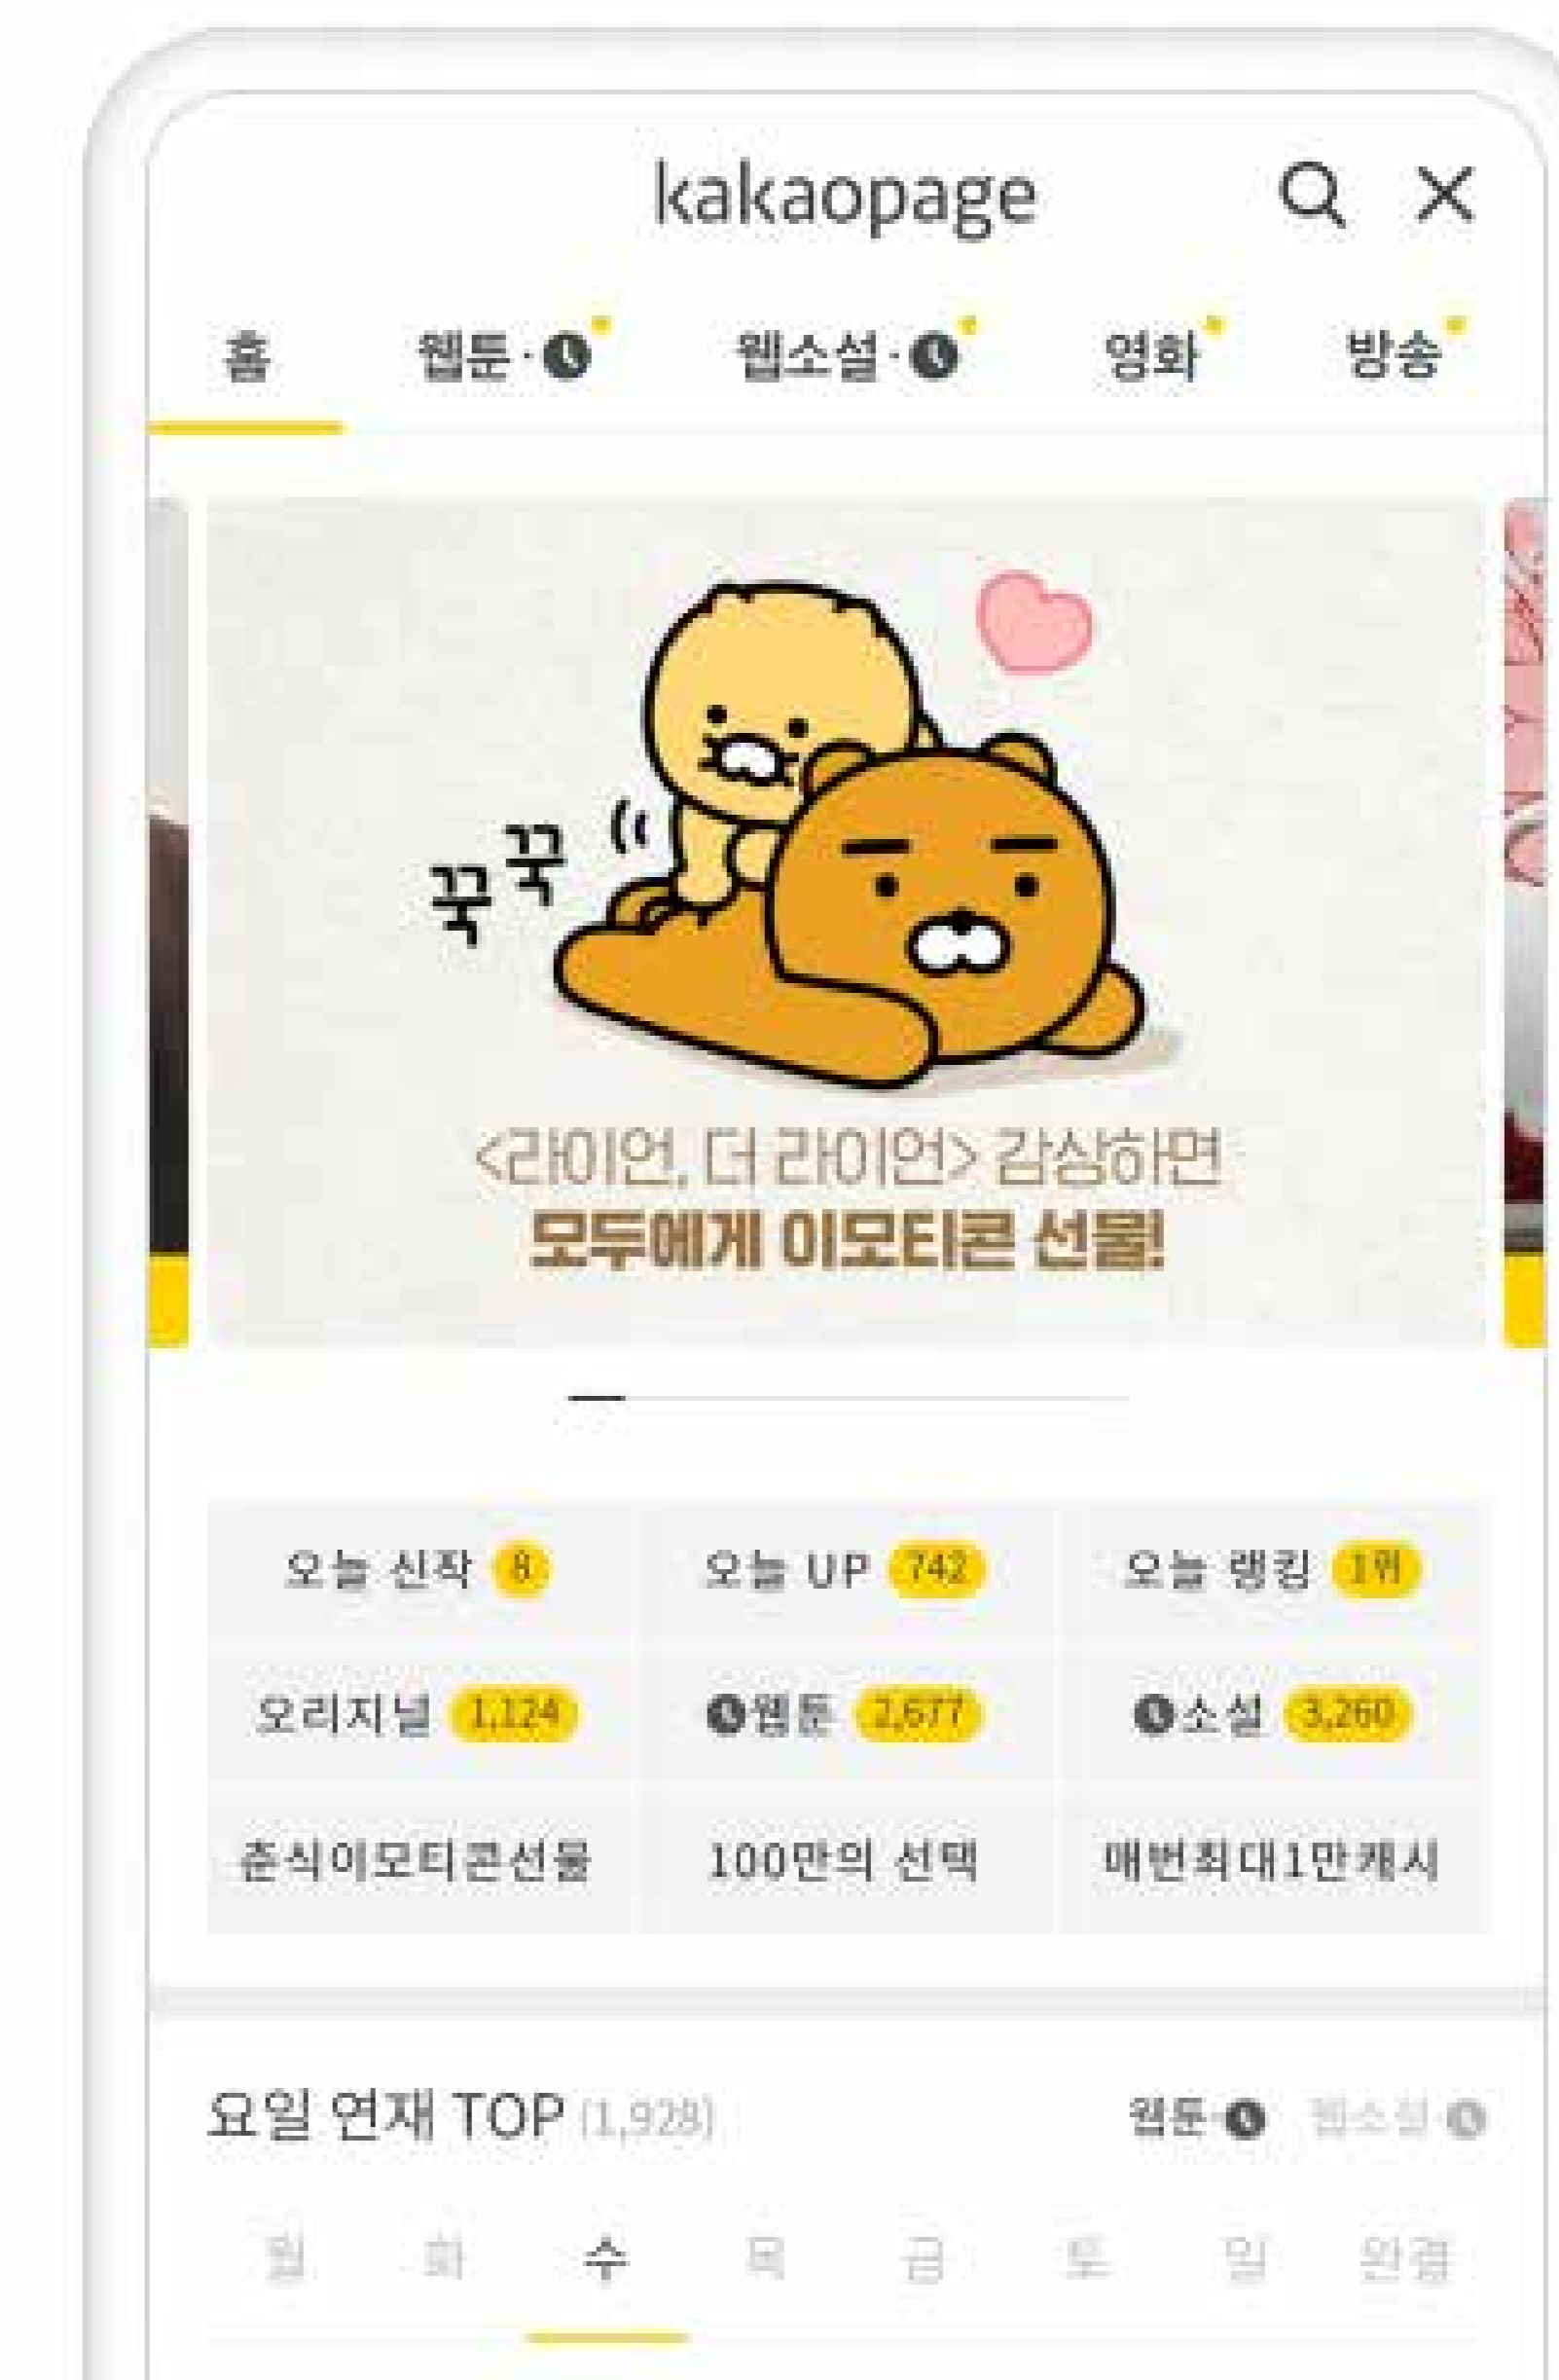 kakaopage
홈 웹툰· 웹소설· 영화 방송
꾹 꾹
<라이언, 더 라이언> 감상하면
모두에게 이모티콘 선물!
오늘 신작 8 오늘 UP 742 오늘 랭킹 1위
오리지널 1,124 웹툰 2,677 소설 3,260
춘식이모티콘선물 100만의 선택 매번최대1만캐시
요일 연재 TOP (1,928) 웹툰· 웹소설·
월 화 수 목 금 토 일 완결